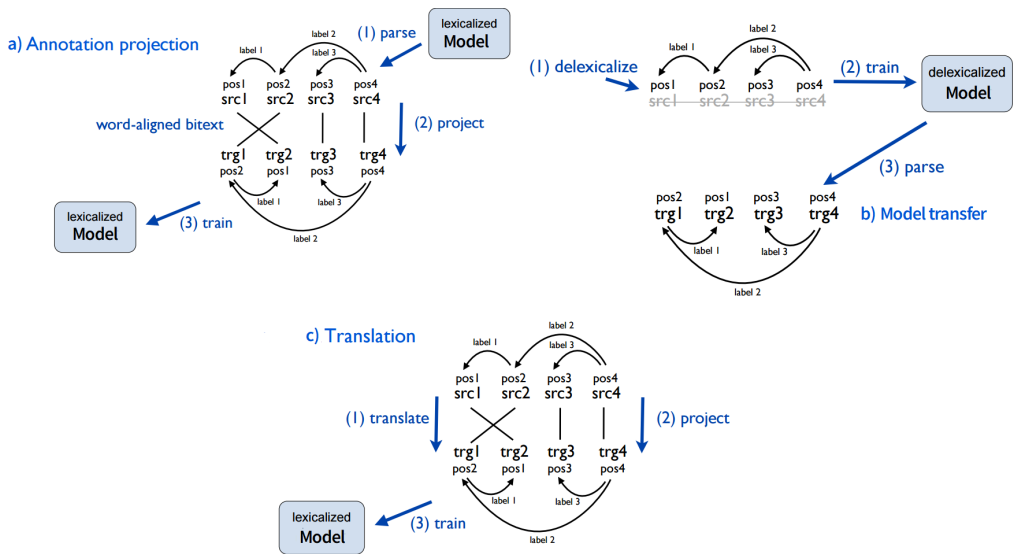 a) Annotation projection
(1) parse
lexicalized
Model
label 2
label 1
label 3
pos1 pos2 pos3 pos4
src1 src2 src3 src4
word-aligned bitext
(2) project
trg1 trg2 trg3 trg4
pos2 pos1 pos3 pos4
label 1
label 3
label 2
(3) train
lexicalized
Model
label 2
label 1
label 3
(1) delexicalize
pos1 pos2 pos3 pos4
src1 src2 src3 src4
(2) train
delexicalized
Model
(3) parse
pos2 pos1 pos3 pos4
trg1 trg2 trg3 trg4
b) Model transfer
label 1
label 3
label 2
c) Translation
label 2
label 1
label 3
pos1 pos2 pos3 pos4
src1 src2 src3 src4
(1) translate
(2) project
trg1 trg2 trg3 trg4
pos2 pos1 pos3 pos4
label 1
label 3
label 2
(3) train
lexicalized
Model